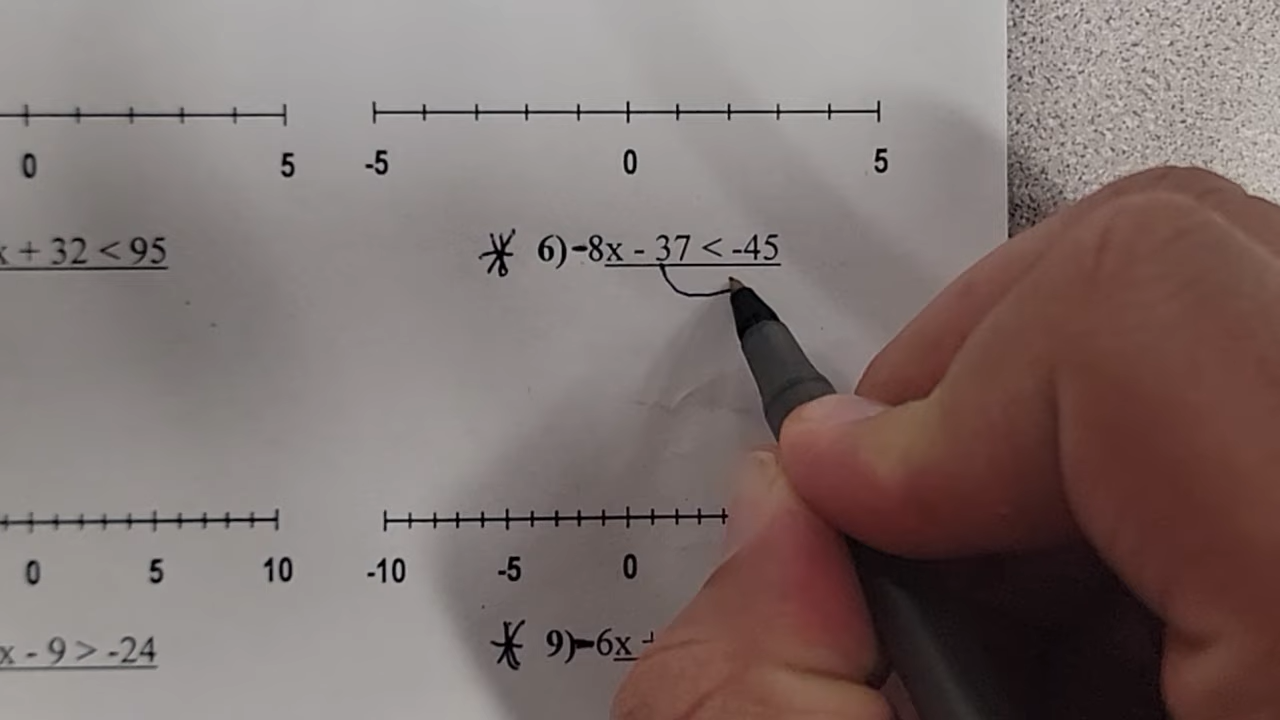 0 5 -5 0 5
x + 32 < 95 6) -8x - 37 < -45
0 5 10 -10 -5 0
x - 9 > -24 9) -6x +